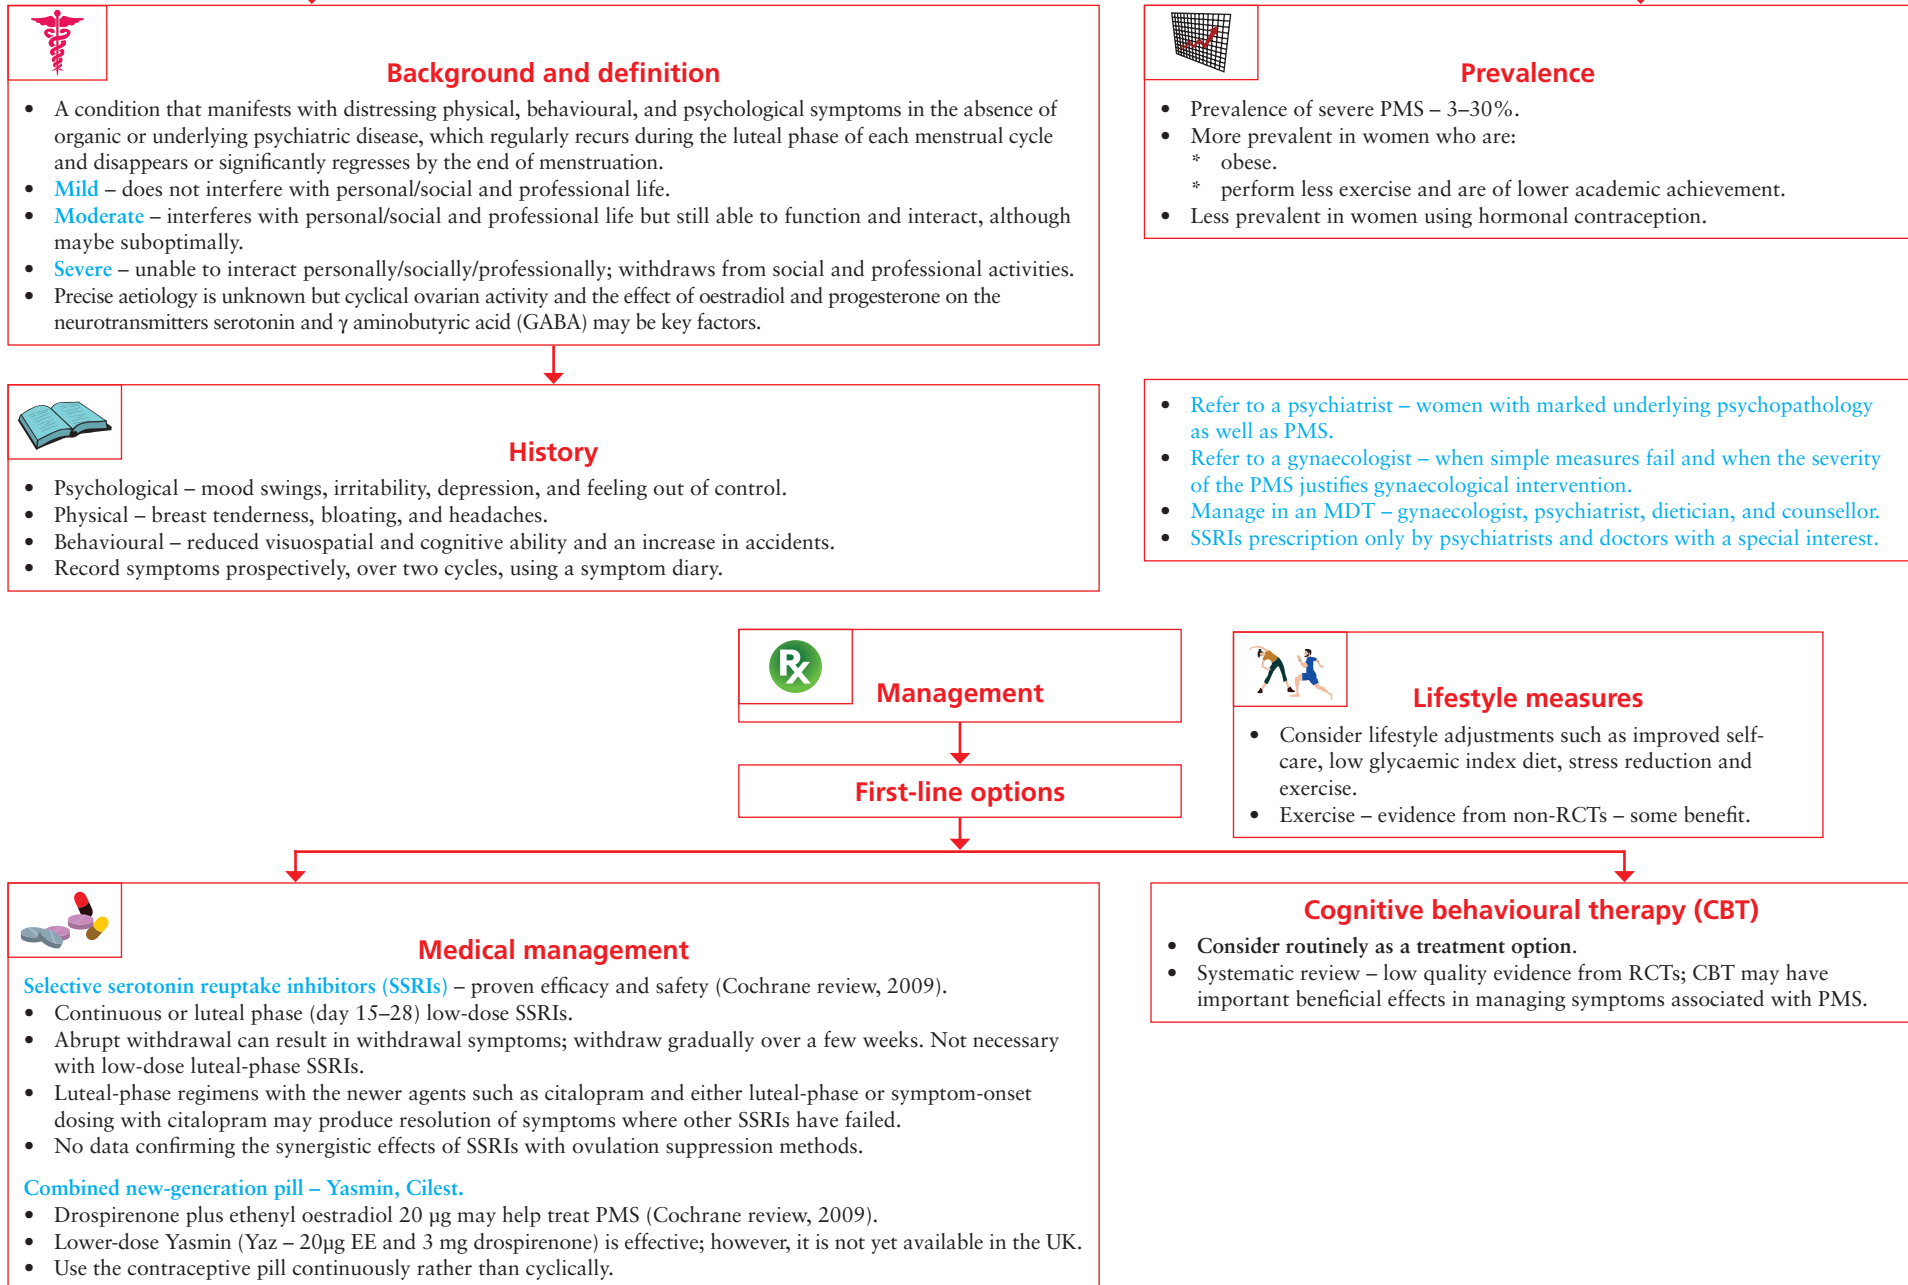 Background and definition
• A condition that manifests with distressing physical, behavioural, and psychological symptoms in the absence of
organic or underlying psychiatric disease, which regularly recurs during the luteal phase of each menstrual cycle
and disappears or significantly regresses by the end of menstruation.
• Mild – does not interfere with personal/social and professional life.
• Moderate – interferes with personal/social and professional life but still able to function and interact, although
maybe suboptimally.
• Severe – unable to interact personally/socially/professionally; withdraws from social and professional activities.
• Precise aetiology is unknown but cyclical ovarian activity and the effect of oestradiol and progesterone on the
neurotransmitters serotonin and γ aminobutyric acid (GABA) may be key factors.
Prevalence
• Prevalence of severe PMS – 3–30%.
• More prevalent in women who are:
* obese.
* perform less exercise and are of lower academic achievement.
• Less prevalent in women using hormonal contraception.
History
• Psychological – mood swings, irritability, depression, and feeling out of control.
• Physical – breast tenderness, bloating, and headaches.
• Behavioural – reduced visuospatial and cognitive ability and an increase in accidents.
• Record symptoms prospectively, over two cycles, using a symptom diary.
• Refer to a psychiatrist – women with marked underlying psychopathology
as well as PMS.
• Refer to a gynaecologist – when simple measures fail and when the severity
of the PMS justifies gynaecological intervention.
• Manage in an MDT – gynaecologist, psychiatrist, dietician, and counsellor.
• SSRIs prescription only by psychiatrists and doctors with a special interest.
Rx
Management
First-line options
Lifestyle measures
• Consider lifestyle adjustments such as improved self-
care, low glycaemic index diet, stress reduction and
exercise.
• Exercise – evidence from non-RCTs – some benefit.
Medical management
Selective serotonin reuptake inhibitors (SSRIs) – proven efficacy and safety (Cochrane review, 2009).
• Continuous or luteal phase (day 15–28) low-dose SSRIs.
• Abrupt withdrawal can result in withdrawal symptoms; withdraw gradually over a few weeks. Not necessary
with low-dose luteal-phase SSRIs.
• Luteal-phase regimens with the newer agents such as citalopram and either luteal-phase or symptom-onset
dosing with citalopram may produce resolution of symptoms where other SSRIs have failed.
• No data confirming the synergistic effects of SSRIs with ovulation suppression methods.
Combined new-generation pill – Yasmin, Cilest.
• Drospirenone plus ethenyl oestradiol 20 μg may help treat PMS (Cochrane review, 2009).
• Lower-dose Yasmin (Yaz – 20μg EE and 3 mg drospirenone) is effective; however, it is not yet available in the UK.
• Use the contraceptive pill continuously rather than cyclically.
Cognitive behavioural therapy (CBT)
• Consider routinely as a treatment option.
• Systematic review – low quality evidence from RCTs; CBT may have
important beneficial effects in managing symptoms associated with PMS.